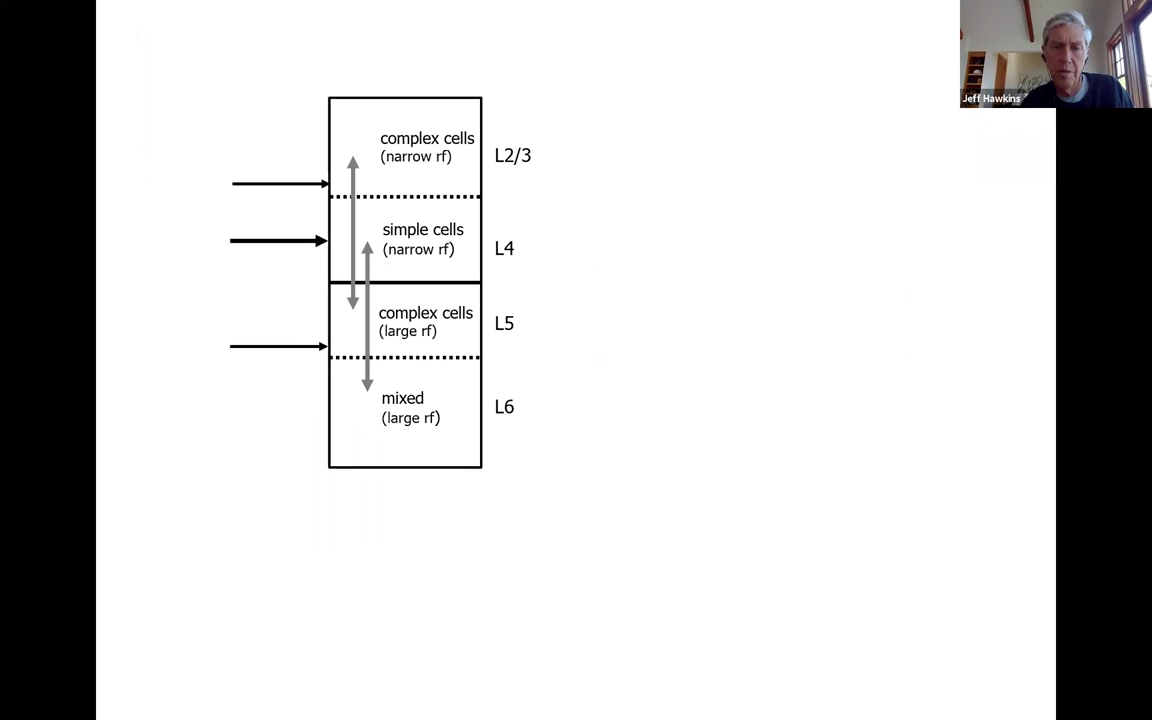 Jeff Hawkins
complex cells
(narrow rf)
L2/3
simple cells
(narrow rf)
L4
complex cells
(large rf)
L5
mixed
(large rf)
L6